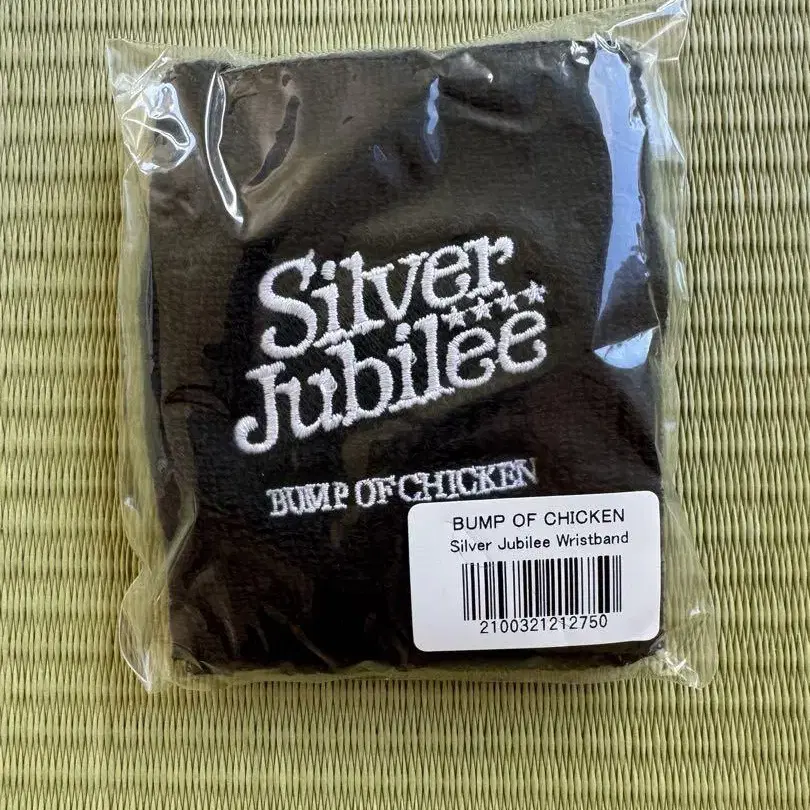 Silver
Jubilee
BUMP OF CHICKEN
BUMP OF CHICKEN
Silver Jubilee Wristband
2100321212750